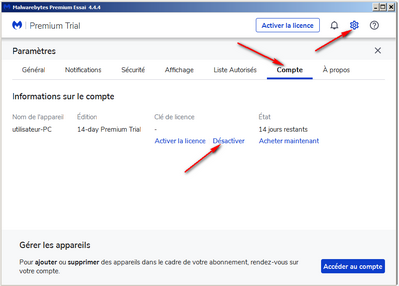 Malwarebytes Premium Essai 4.4.4
Premium Trial
Activer la licence
Paramètres
Général Notifications Sécurité Affichage Liste Autorisés Compte À propos
Informations sur le compte
Nom de l'appareil Édition Clé de licence État
utilisateur-PC 14-day Premium Trial - 14 jours restants
Activer la licence Désactiver Acheter maintenant
Gérer les appareils
Pour ajouter ou supprimer des appareils dans le cadre de votre abonnement, rendez-vous sur
votre compte.
Accéder au compte